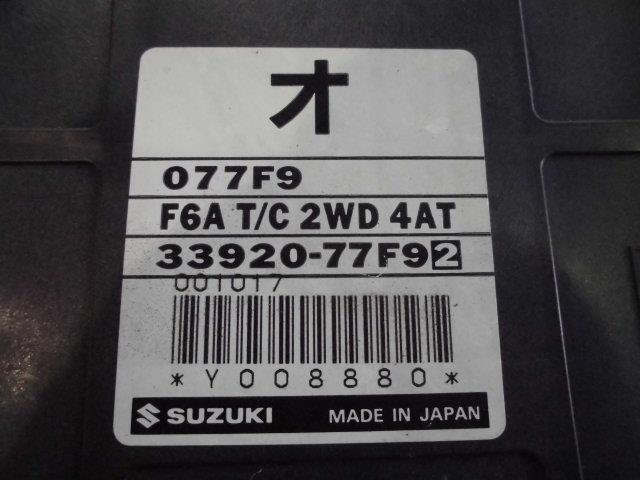 オ
077F9
F6A T/C 2WD 4AT
33920-77F92
001017
*Y008880*
SUZUKI MADE IN JAPAN